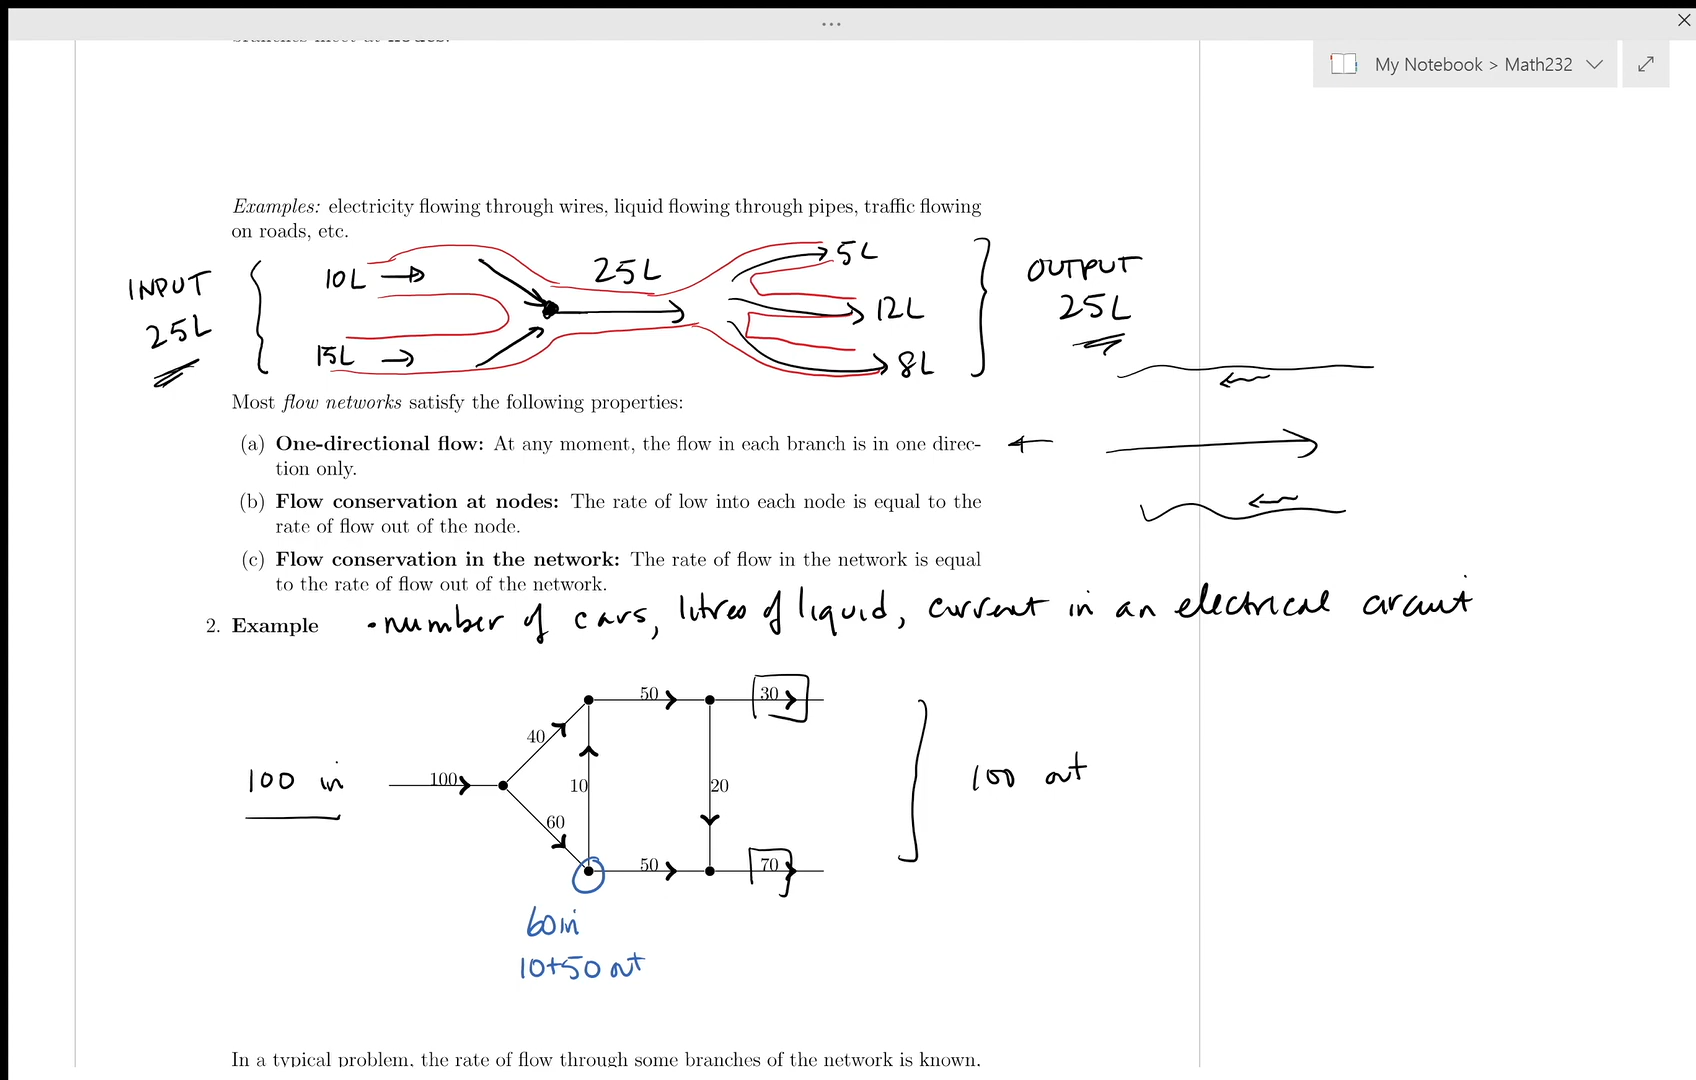 ...
My Notebook > Math232
Examples: electricity flowing through wires, liquid flowing through pipes, traffic flowing
on roads, etc.
INPUT
25L
10L
15L
25L
5L
12L
8L
OUTPUT
25L
Most flow networks satisfy the following properties:
(a) One-directional flow: At any moment, the flow in each branch is in one direc-
tion only.
(b) Flow conservation at nodes: The rate of low into each node is equal to the
rate of flow out of the node.
(c) Flow conservation in the network: The rate of flow in the network is equal
to the rate of flow out of the network.
2. Example
• number of cars, litres of liquid, current in an electrical circuit
100 in
100
40
60
10
50
50
20
30
70
100 out
60 in
10+50 out
In a typical problem, the rate of flow through some branches of the network is known.